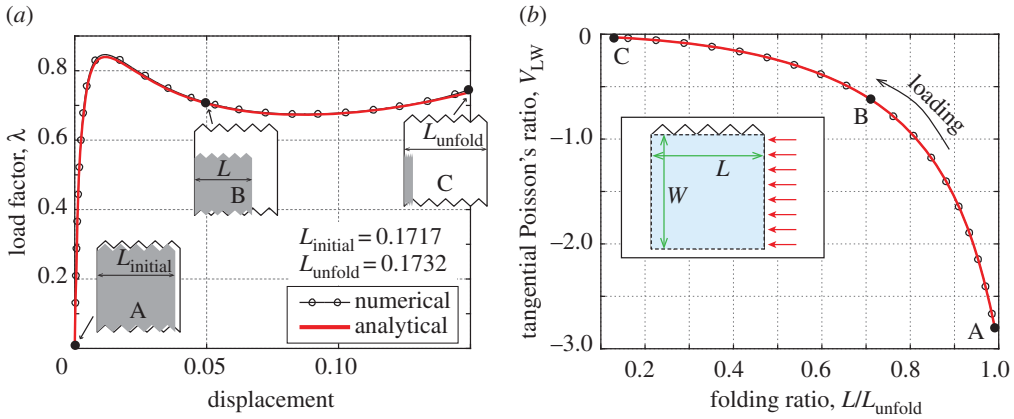 (a)
load factor, λ
0.8
0.6
0.4
0.2
0
0.05
0.10
displacement
L_initial
A
L
B
L_unfold
C
L_initial = 0.1717
L_unfold = 0.1732
numerical
analytical
(b)
tangential Poisson's ratio, V_LW
0
-1.0
-2.0
-3.0
0.2
0.4
0.6
0.8
1.0
folding ratio, L/L_unfold
C
B
A
loading
L
W